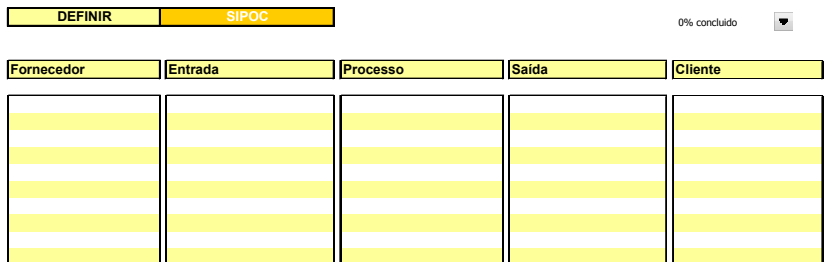 DEFINIR SIPOC
0% concluido
Fornecedor Entrada Processo Saída Cliente